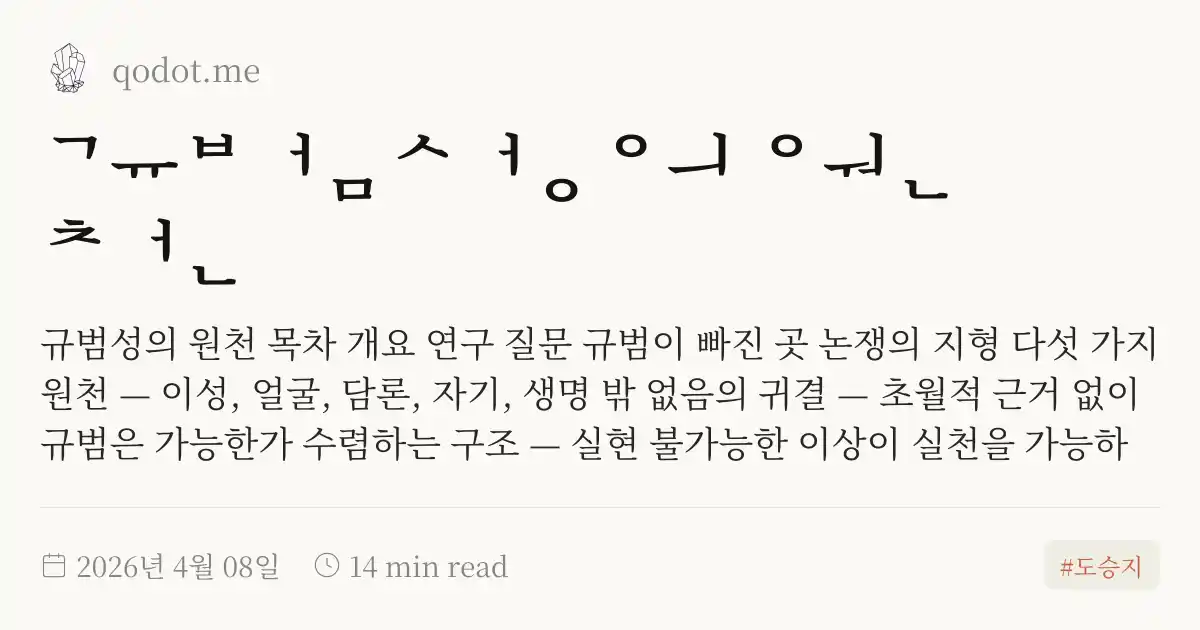 qodot.me
규범성의 원천
규범성의 원천 목차 개요 연구 질문 규범이 빠진 곳 논쟁의 지형 다섯 가지
원천 — 이성, 얼굴, 담론, 자기, 생명 밖 없음의 귀결 — 초월적 근거 없이
규범은 가능한가 수렴하는 구조 — 실현 불가능한 이상이 실천을 가능하
2026년 4월 08일 14 min read #도승지